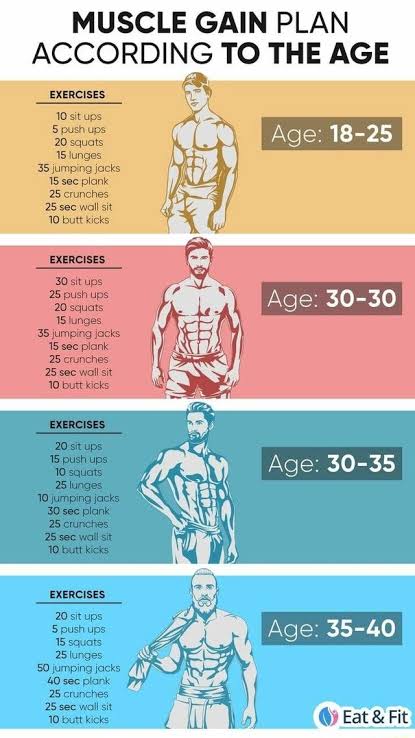 MUSCLE GAIN PLAN
ACCORDING TO THE AGE
EXERCISES
10 sit ups
5 push ups
20 squats
15 lunges
35 jumping jacks
15 sec plank
25 crunches
25 sec wall sit
10 butt kicks
Age: 18-25
EXERCISES
30 sit ups
25 push ups
20 squats
15 lunges
35 jumping jacks
15 sec plank
25 crunches
25 sec wall sit
10 butt kicks
Age: 30-30
EXERCISES
20 sit ups
15 push ups
10 squats
25 lunges
10 jumping jacks
30 sec plank
25 crunches
25 sec wall sit
10 butt kicks
Age: 30-35
EXERCISES
20 sit ups
5 push ups
15 squats
25 lunges
50 jumping jacks
40 sec plank
25 crunches
25 sec wall sit
10 butt kicks
Age: 35-40
Eat & Fit